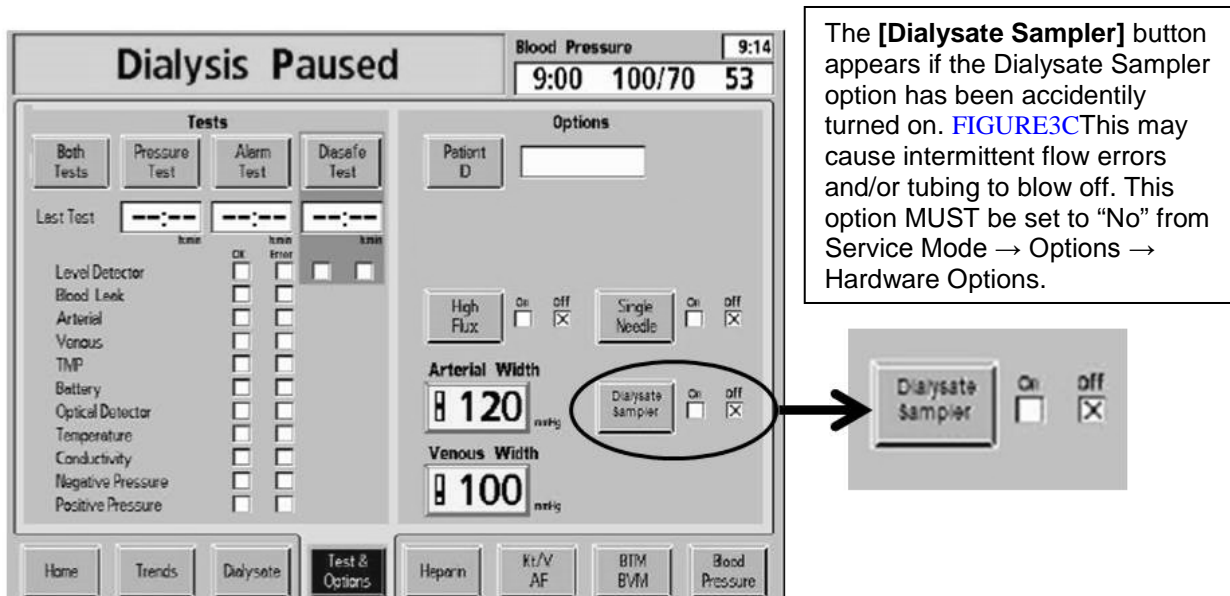 Dialysis Paused
Blood Pressure 9:14
9:00 100/70 53
Tests
Both Tests
Pressure Test
Alarm Test
Diasafe Test
Last Test --:-- --:-- --:--
h:min h:min h:min
OK Error
Level Detector
Blood Leak
Arterial
Venous
TMP
Battery
Optical Detector
Temperature
Conductivity
Negative Pressure
Positive Pressure
Options
Patient ID
High Flux
On Off
Single Needle
On Off
Arterial Width
120 mmHg
Dialysate Sampler
On Off
Venous Width
100 mmHg
Home
Trends
Dialysate
Test & Options
Heparin
Kt/V AF
BTM BVM
Blood Pressure
The [Dialysate Sampler] button
appears if the Dialysate Sampler
option has been accidently
turned on. FIGURE3CThis may
cause intermittent flow errors
and/or tubing to blow off. This
option MUST be set to “No” from
Service Mode → Options →
Hardware Options.
Dialysate Sampler
On Off